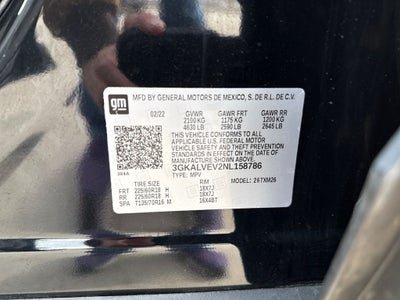 gm
MFD BY GENERAL MOTORS DE MEXICO, S. DE R.L. DE C.V.
02/22 GVWR GAWR FRT GAWR RR
2100 KG 1175 KG 1200 KG
4630 LB 2590 LB 2645 LB
THIS VEHICLE CONFORMS TO ALL APPLICABLE U.S. FEDERAL MOTOR VEHICLE SAFETY, BUMPER, AND THEFT PREVENTION STANDARDS IN EFFECT ON THE DATE OF MANUFACTURE SHOWN ABOVE.
3GKALVEV2NL158786
TYPE: MPV MODEL: 26TXM26
TIRE SIZE RIM
FRT 225/60R18 H 18X7J
RR 225/60R18 H 18X7J
SPA T135/70R16 M 16X4BT